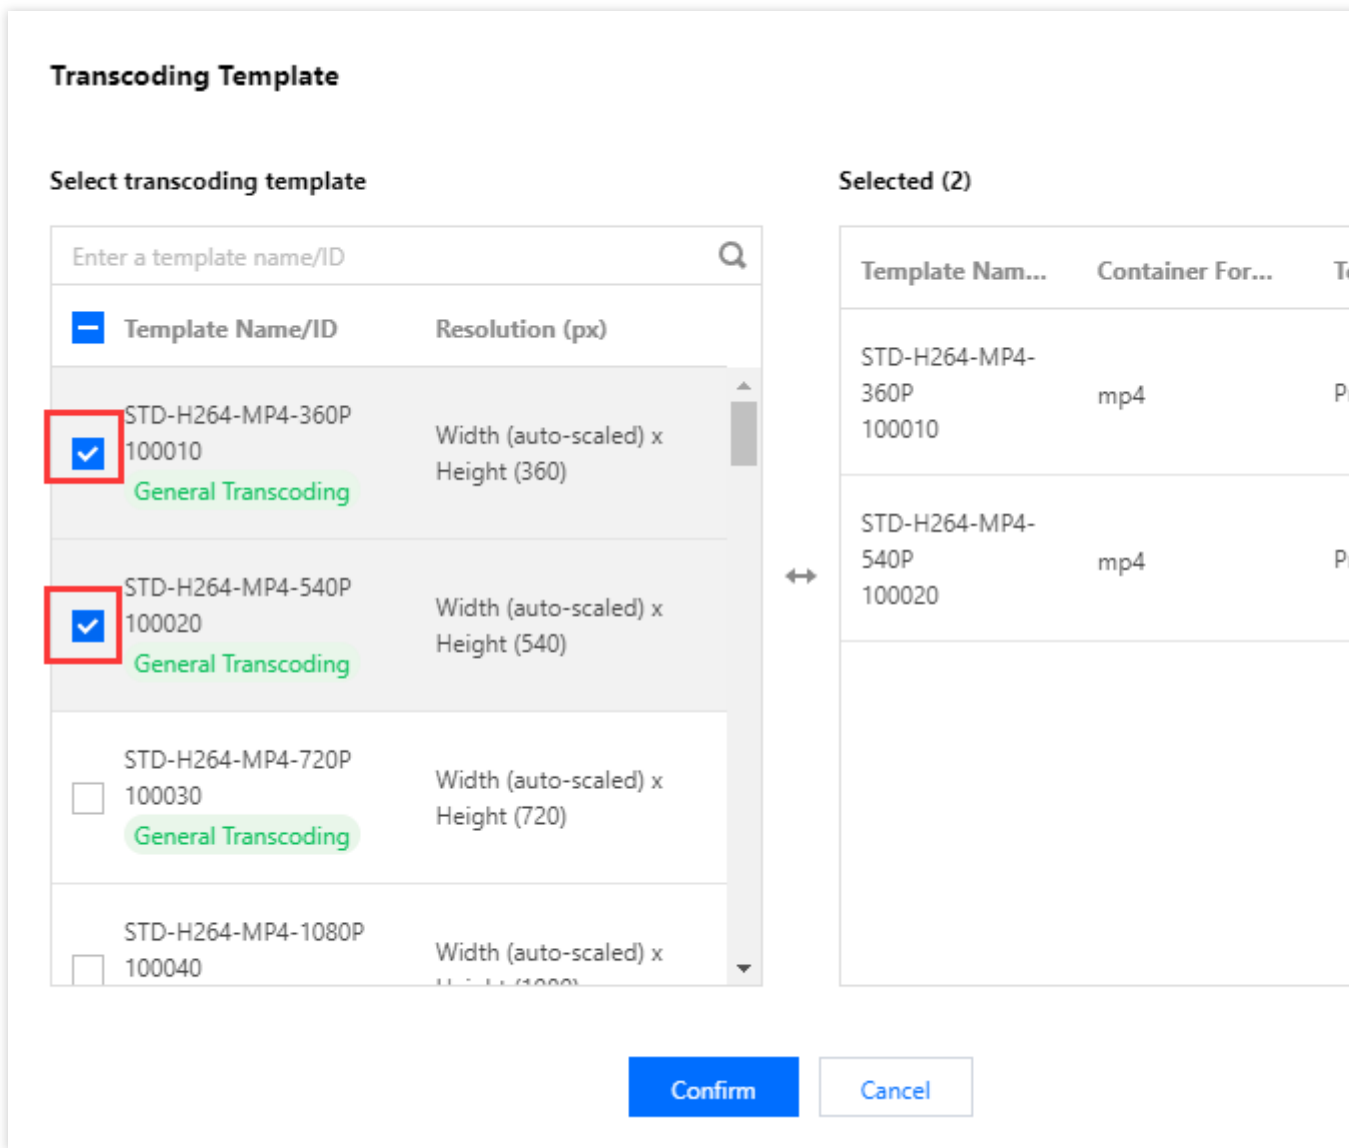 Transcoding Template
Select transcoding template
Enter a template name/ID
Template Name/ID Resolution (px)
STD-H264-MP4-360P
100010
General Transcoding
Width (auto-scaled) x
Height (360)
STD-H264-MP4-540P
100020
General Transcoding
Width (auto-scaled) x
Height (540)
STD-H264-MP4-720P
100030
General Transcoding
Width (auto-scaled) x
Height (720)
STD-H264-MP4-1080P
100040
Width (auto-scaled) x
Selected (2)
Template Nam... Container For...
STD-H264-MP4-
360P
100010
mp4
STD-H264-MP4-
540P
100020
mp4
Confirm Cancel